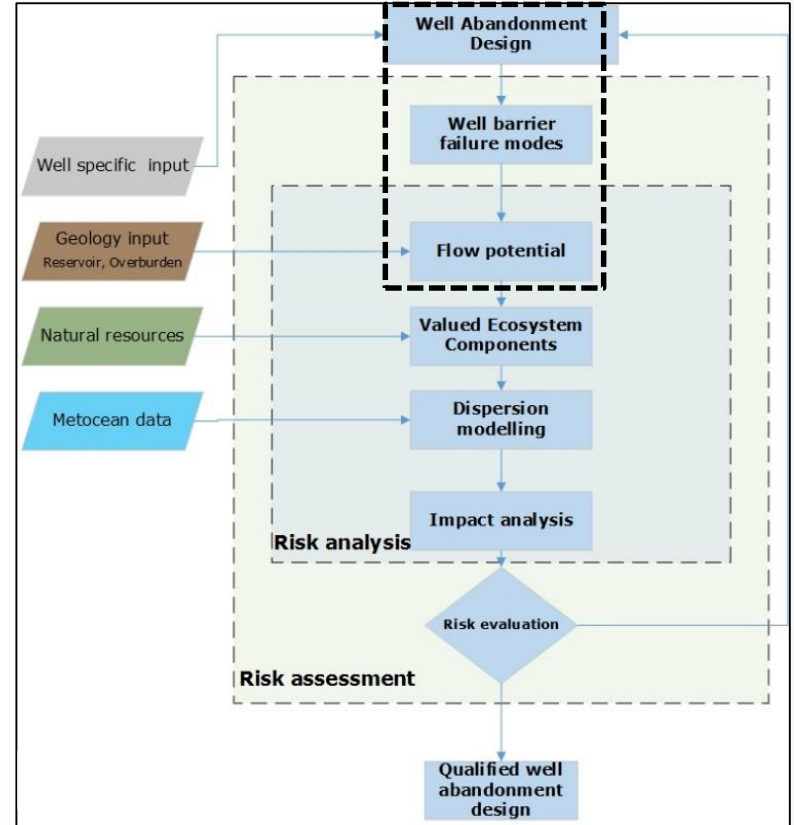 Well Abandonment
Design
Well barrier
failure modes
Well specific input
Geology input
Reservoir, Overburden
Flow potential
Natural resources
Valued Ecosystem
Components
Metocean data
Dispersion
modelling
Impact analysis
Risk analysis
Risk evaluation
Risk assessment
Qualified well
abandonment
design